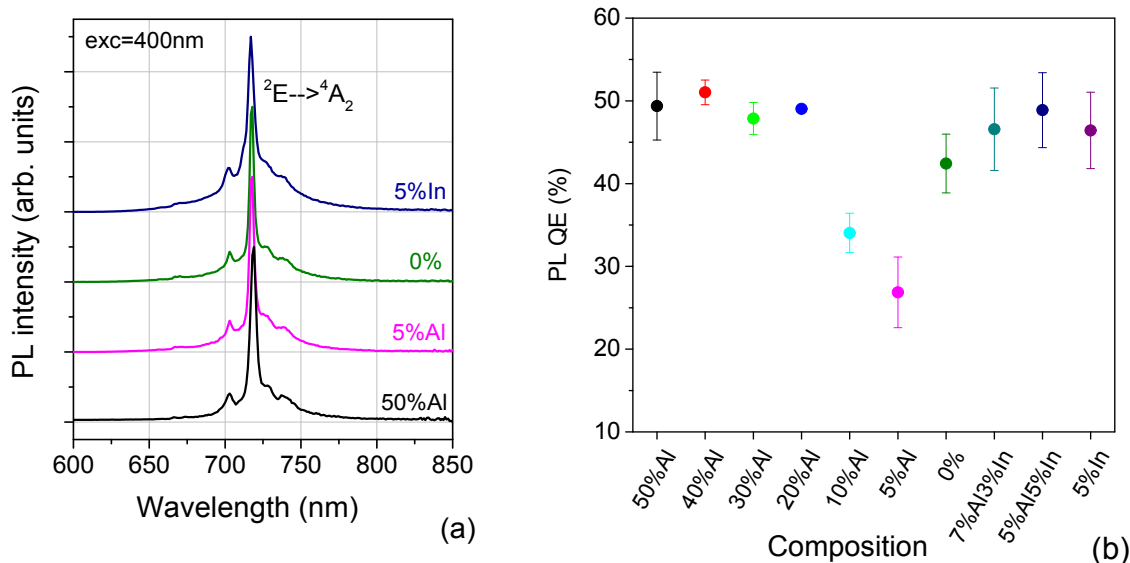 exc=400nm
²E-->⁴A₂
5%In
0%
5%Al
50%Al
PL intensity (arb. units)
600 650 700 750 800 850
Wavelength (nm)
(a)
60
50
40
30
20
10
PL QE (%)
50%Al
40%Al
30%Al
20%Al
10%Al
5%Al
0%
7%Al3%In
5%Al5%In
5%In
Composition
(b)